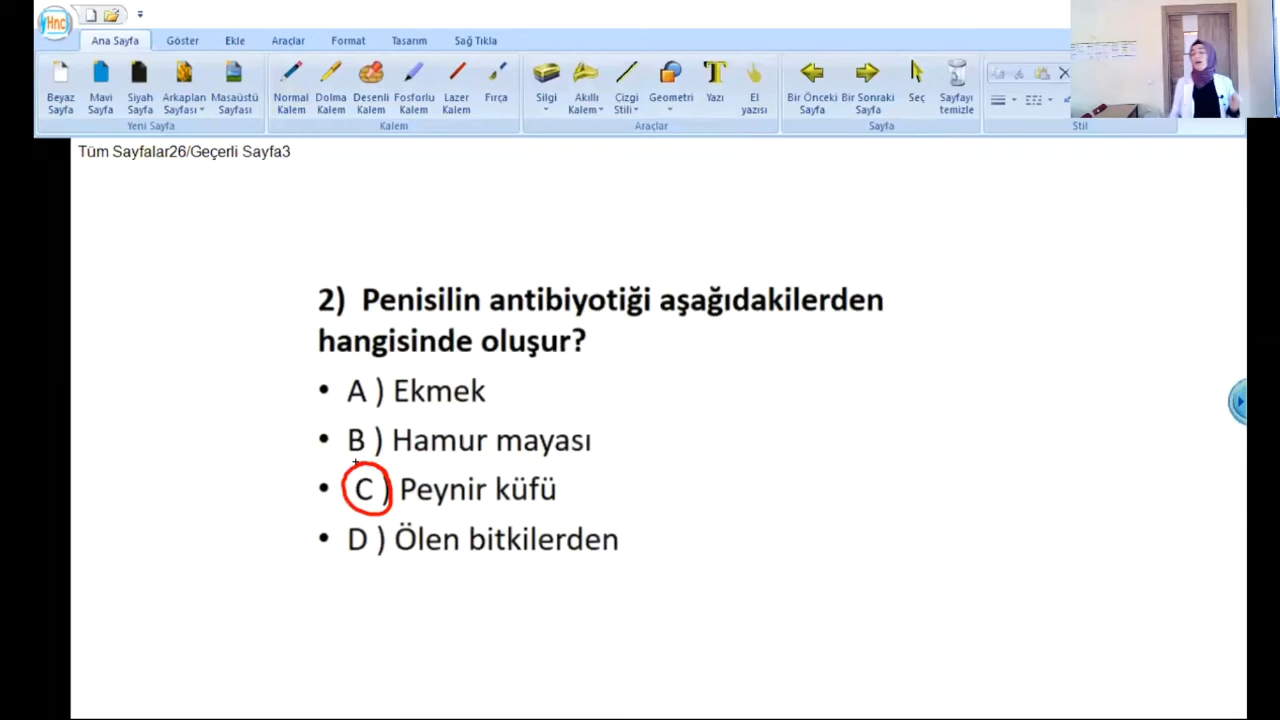 Hnc
Ana Sayfa Göster Ekle Araçlar Format Tasarım Sağ Tıkla
Beyaz Sayfa Mavi Sayfa Siyah Sayfa Arkaplan Sayfası Masaüstü Sayfası
Yeni Sayfa
Normal Kalem Dolma Kalem Desenli Kalem Fosforlu Kalem Lazer Kalem Fırça
Kalem
Silgi Akıllı Kalem Çizgi Stili Geometri Yazı El yazısı
Araçlar
Bir Önceki Sayfa Bir Sonraki Sayfa Seç Sayfayı temizle
Sayfa
Stil
Tüm Sayfalar26/Geçerli Sayfa3
2) Penisilin antibiyotiği aşağıdakilerden
hangisinde oluşur?
• A ) Ekmek
• B ) Hamur mayası
• C ) Peynir küfü
• D ) Ölen bitkilerden